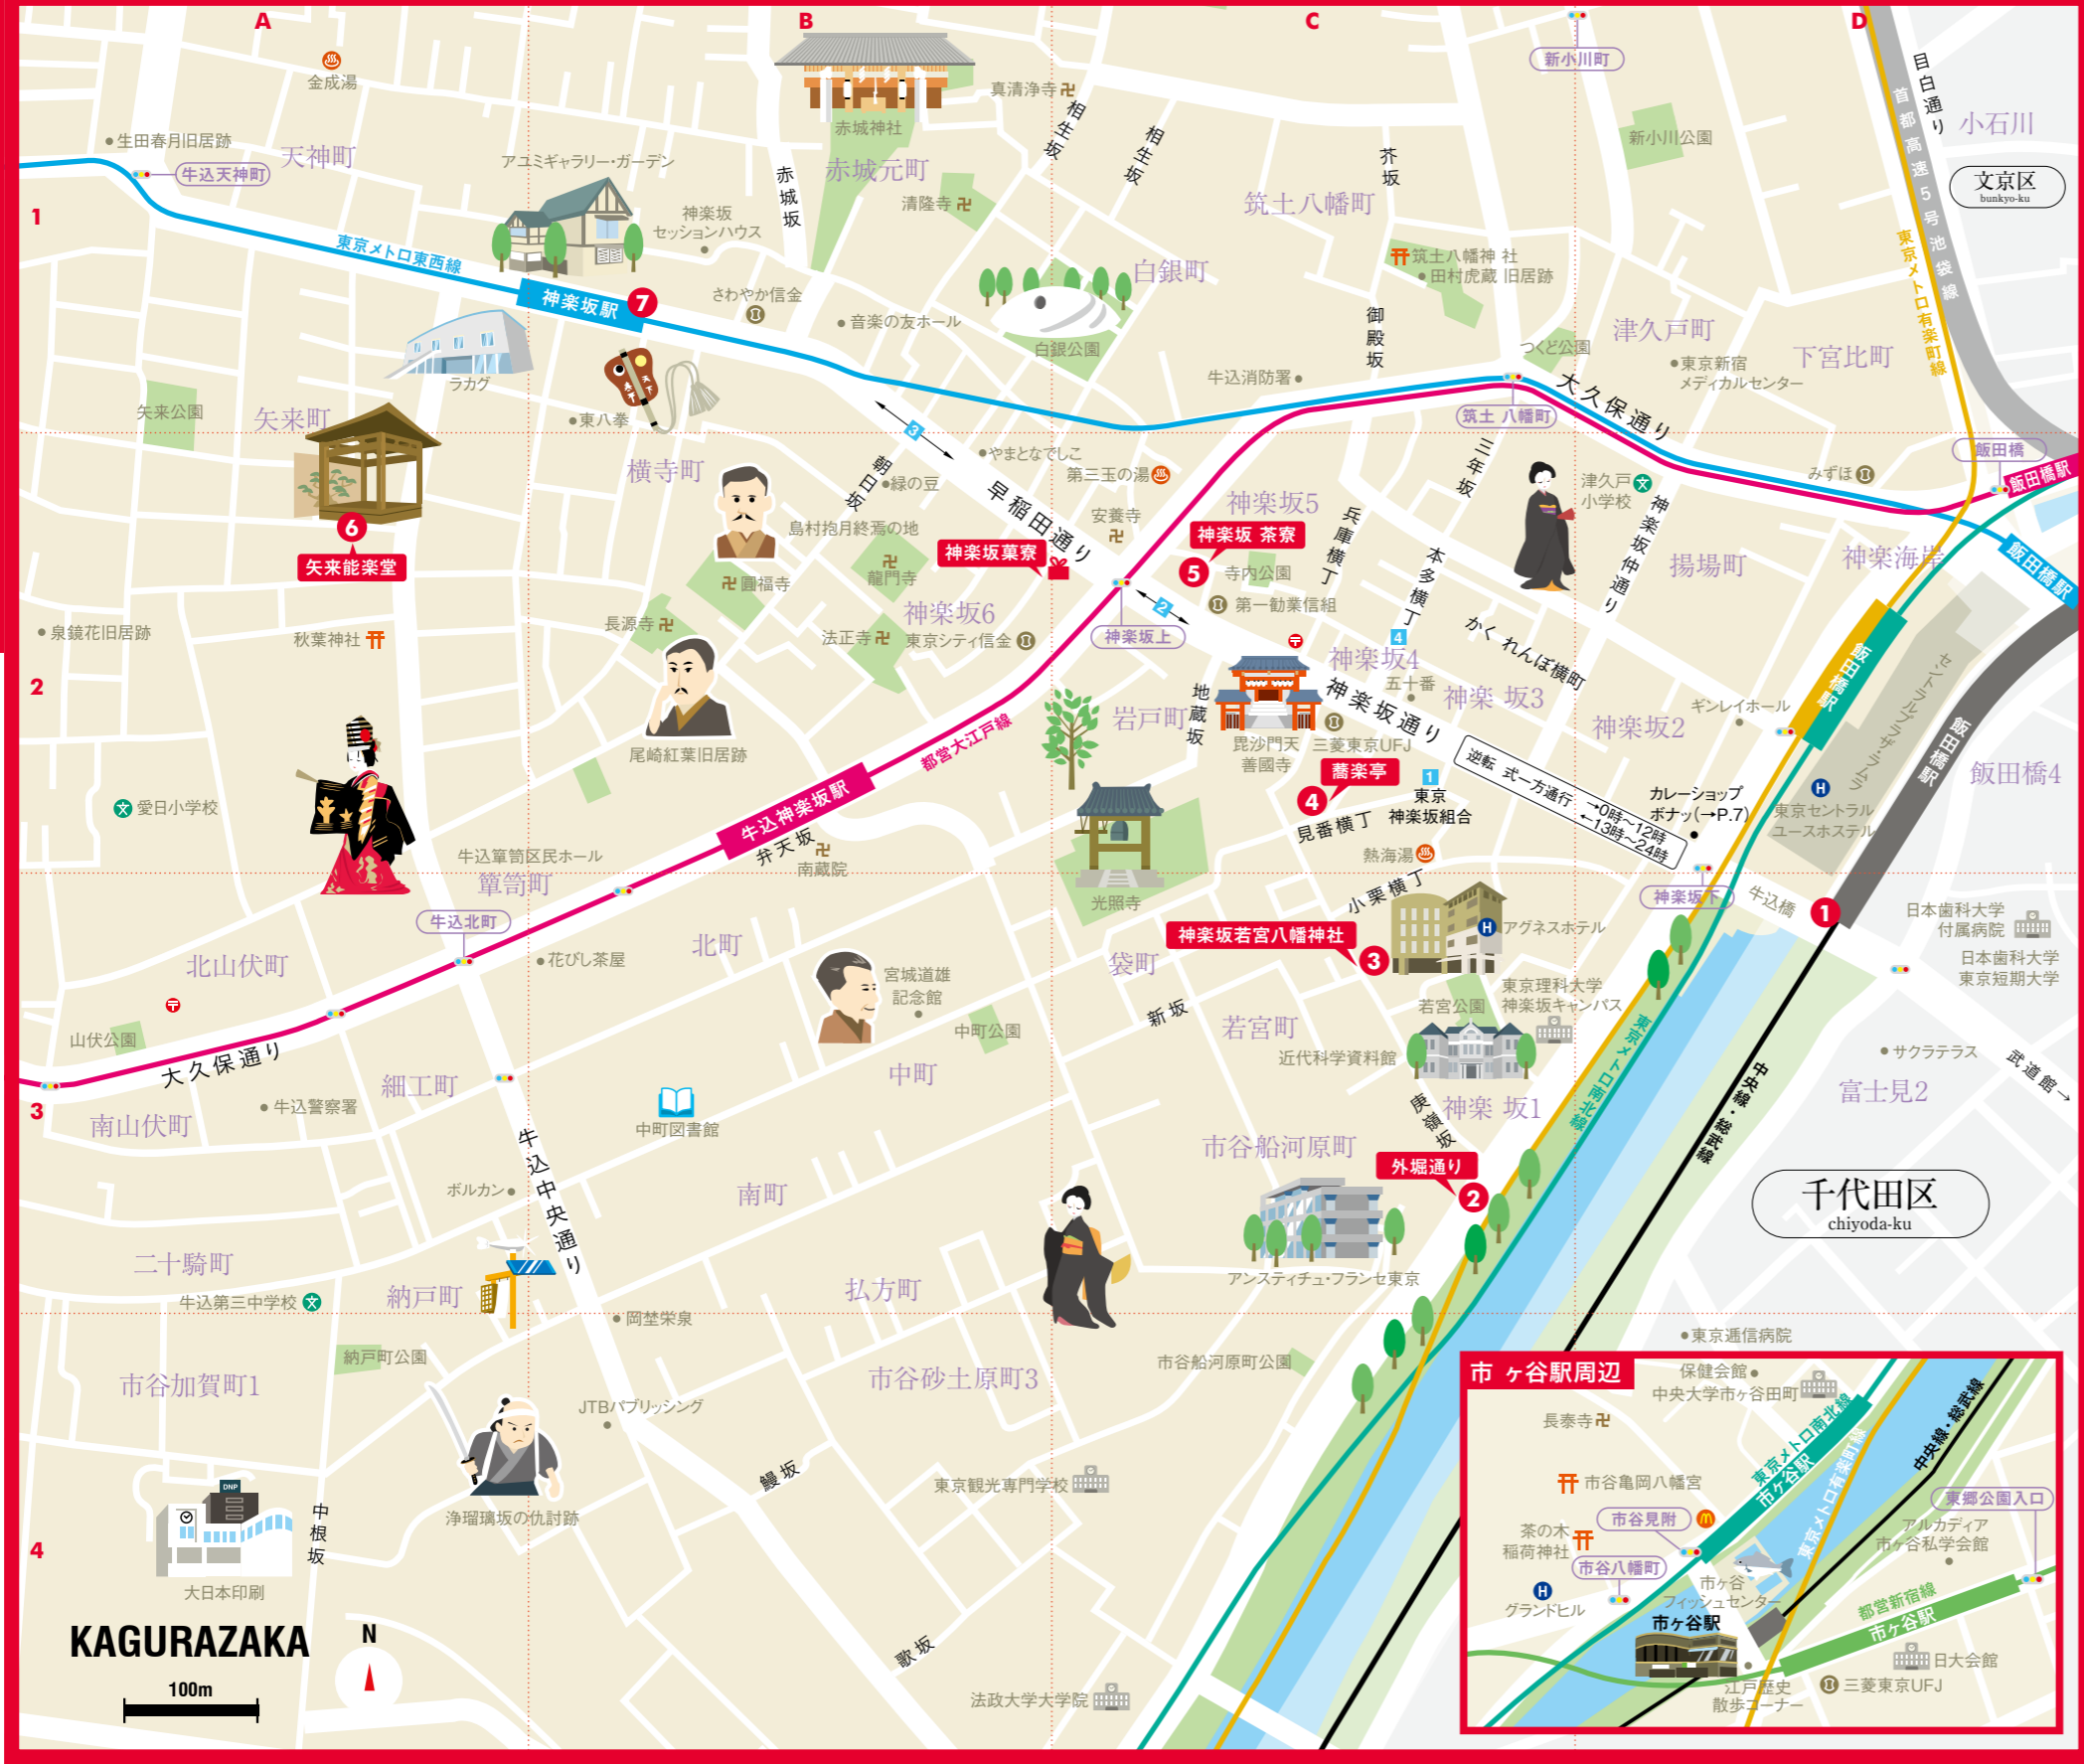 A
B
C
D
1
2
3
4
金成湯
生田春月旧居跡
牛込天神町
天神町
アユミギャラリー・ガーデン
神楽坂
セッションハウス
赤城神社
赤城元町
赤城坂
真清浄寺
相生坂
相生坂
清隆寺
白銀町
筑土八幡町
芥坂
新小川町
新小川公園
目白通り
首都高速5号池袋線
東京メトロ有楽町線
小石川
文京区
bunkyo-ku
東京メトロ東西線
神楽坂駅
7
さわやか信金
音楽の友ホール
白銀公園
筑土八幡神 社
田村虎蔵 旧居跡
御殿坂
津久戸町
つくど公園
東京新宿
メディカルセンター
下宮比町
牛込消防署
筑土 八幡町
大久保通り
ラカグ
矢来公園
矢来町
東八拳
天下
3
6
矢来能楽堂
横寺町
朝日坂
緑の豆
やまとなでしこ
早稲田通り
第三玉の湯
安養寺
島村抱月終焉の地
龍門寺
圓福寺
神楽坂菓寮
神楽坂6
長源寺
法正寺
東京シティ信金
神楽坂上
2
神楽坂5
神楽坂 茶寮
5
寺内公園
第一勧業信組
兵庫横丁
本多横丁
三年坂
津久戸
小学校
神楽坂仲通り
みずほ
飯田橋
飯田橋駅
飯田橋駅
揚場町
神楽海岸
かくれんぼ横町
4
神楽坂4
五十番
神楽 坂3
神楽坂2
神楽坂通り
ギンレイホール
飯田橋駅
セントラルプラザ・ラムラ
飯田橋駅
飯田橋4
泉鏡花旧居跡
秋葉神社
尾崎紅葉旧居跡
都営大江戸線
牛込神楽坂駅
岩戸町
地蔵坂
毘沙門天
善國寺
三菱東京UFJ
蕎楽亭
4
1
東京
神楽坂組合
見番横丁
熱海湯
逆転 式一方通行
→0時〜12時
←13時〜24時
カレーショップ
ボナッ(→P.7)
H
東京セントラル
ユースホステル
愛日小学校
牛込簞笥区民ホール
簞笥町
弁天坂
南蔵院
光照寺
小栗横丁
神楽坂下
牛込橋
1
日本歯科大学
付属病院
日本歯科大学
東京短期大学
神楽坂若宮八幡神社
3
H
アグネスホテル
牛込北町
北山伏町
花びし茶屋
北町
宮城道雄
記念館
中町公園
袋町
新坂
若宮町
若宮公園
東京理科大学
神楽坂キャンパス
近代科学資料館
山伏公園
大久保通り
細工町
牛込警察署
南山伏町
中町
中町図書館
庚嶺坂
神楽 坂1
東京メトロ南北線
中央線・総武線
サクラテラス
武道館→
富士見2
千代田区
chiyoda-ku
市谷船河原町
外堀通り
2
アンスティチュ・フランセ東京
牛込中央通り
ボルカン
南町
二十騎町
牛込第三中学校
納戸町
払方町
岡埜栄泉
納戸町公園
市谷加賀町1
JTBパブリッシング
市谷砂土原町3
市谷船河原町公園
浄瑠璃坂の仇討跡
鰻坂
東京観光専門学校
DNP
大日本印刷
中根坂
歌坂
法政大学大学院
KAGURAZAKA
N
100m
東京逓信病院
市 ヶ谷駅周辺
保健会館
中央大学市ヶ谷田町
長泰寺
東京メトロ南北線
市ヶ谷駅
東京メトロ有楽町線
中央線・総武線
市谷亀岡八幡宮
市谷見附
茶の木
稲荷神社
市谷八幡町
H
グランドヒル
市ヶ谷
フィッシュセンター
市ヶ谷駅
東郷公園入口
アルカディア
市ヶ谷私学会館
都営新宿線
市ヶ谷駅
日大会館
江戸歴史
散歩コーナー
三菱東京UFJ